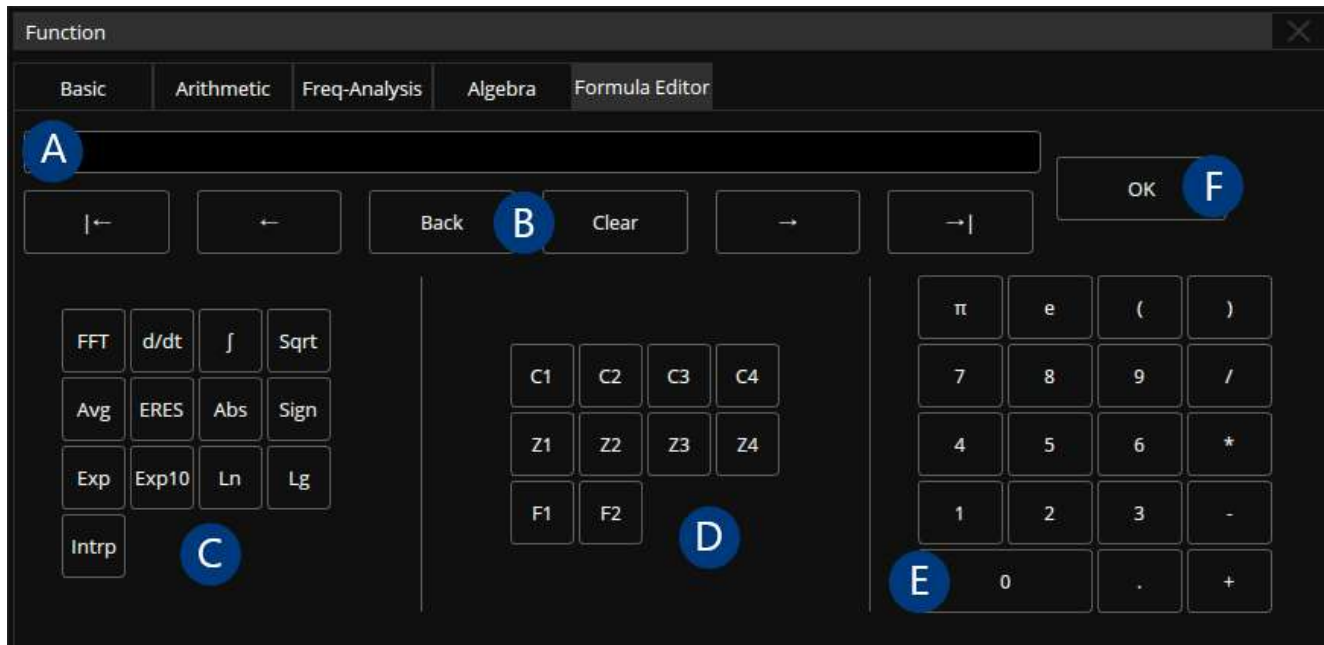 Function
Basic Arithmetic Freq-Analysis Algebra Formula Editor
A
OK F
|← ← Back B Clear → →|
FFT d/dt ∫ Sqrt
Avg ERES Abs Sign
Exp Exp10 Ln Lg
Intrp C
C1 C2 C3 C4
Z1 Z2 Z3 Z4
F1 F2 D
π e ( )
7 8 9 /
4 5 6 *
1 2 3 -
E 0 . +